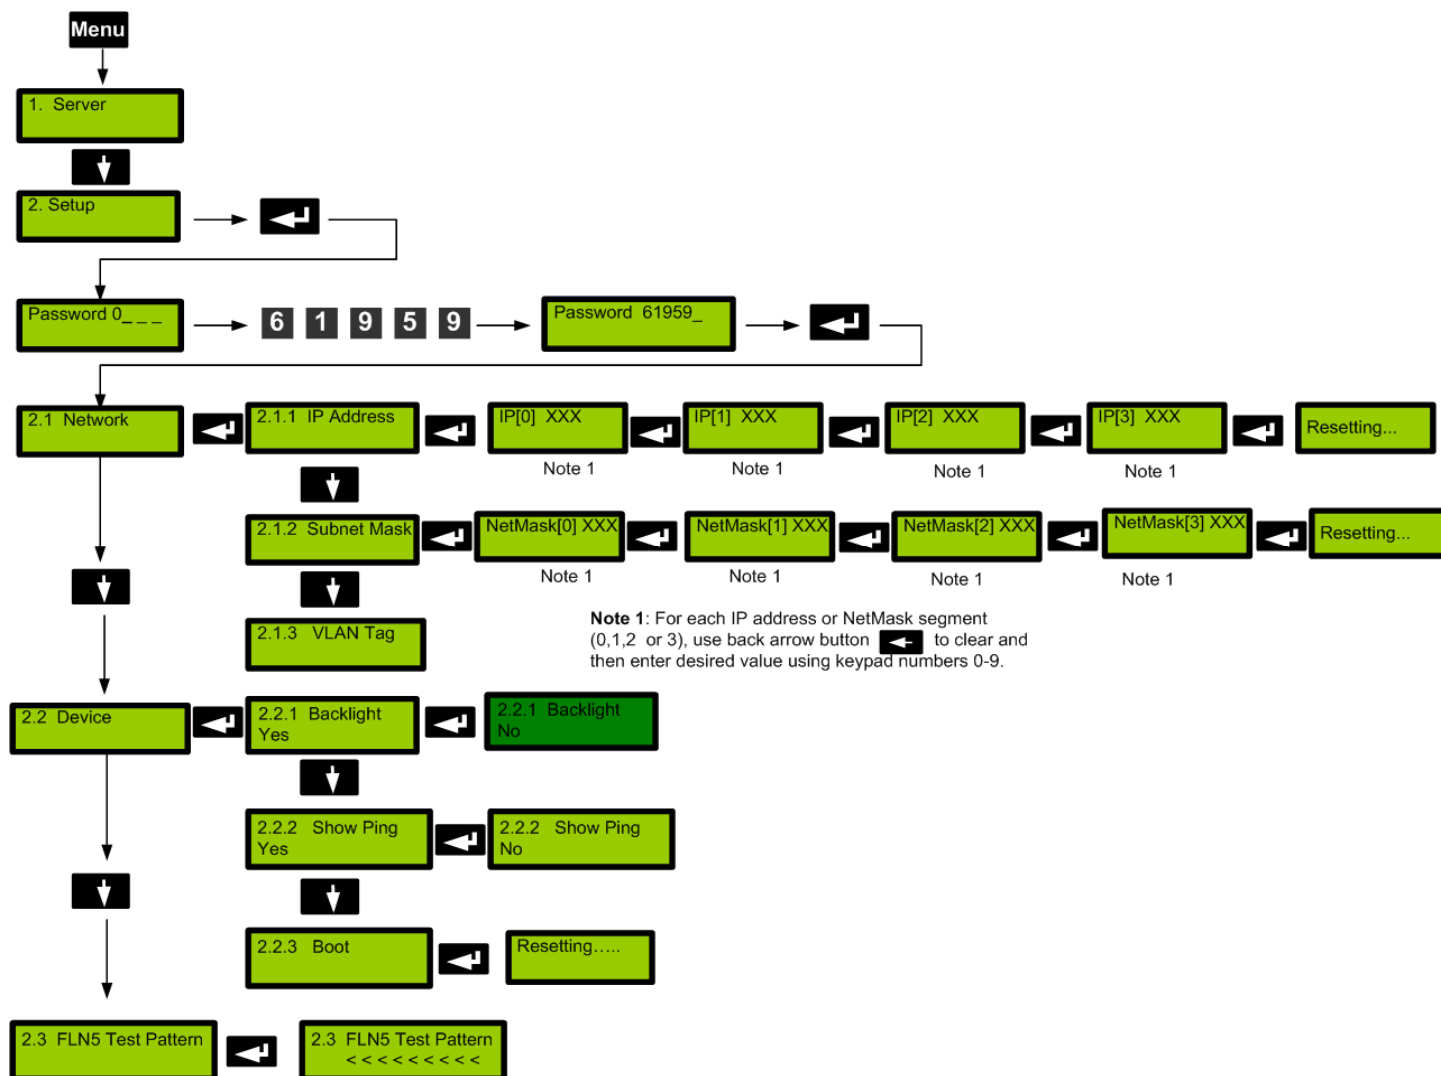 Menu
1.  Server
2. Setup
Password 0_ _ _
6 1 9 5 9
Password  61959_
2.1  Network
2.1.1  IP Address
IP[0]  XXX
IP[1]  XXX
IP[2]  XXX
IP[3]  XXX
Resetting...
Note 1
Note 1
Note 1
Note 1
2.1.2  Subnet Mask
NetMask[0] XXX
NetMask[1] XXX
NetMask[2] XXX
NetMask[3] XXX
Resetting...
Note 1
Note 1
Note 1
Note 1
2.1.3   VLAN Tag
Note 1: For each IP address or NetMask segment
(0,1,2  or 3), use back arrow button to clear and
then enter desired value using keypad numbers 0-9.
2.2  Device
2.2.1  Backlight
Yes
2.2.1  Backlight
No
2.2.2   Show Ping
Yes
2.2.2   Show Ping
No
2.2.3   Boot
Resetting.....
2.3  FLN5 Test Pattern
2.3  FLN5 Test Pattern
< < < < < < < < <